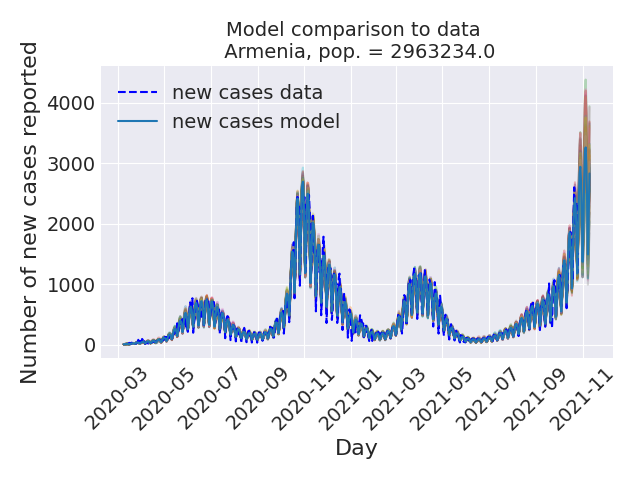 Model comparison to data
Armenia, pop. = 2963234.0
Number of new cases reported
4000
3000
2000
1000
0
new cases data
new cases model
2020-03
2020-05
2020-07
2020-09
2020-11
2021-01
2021-03
2021-05
2021-07
2021-09
2021-11
Day